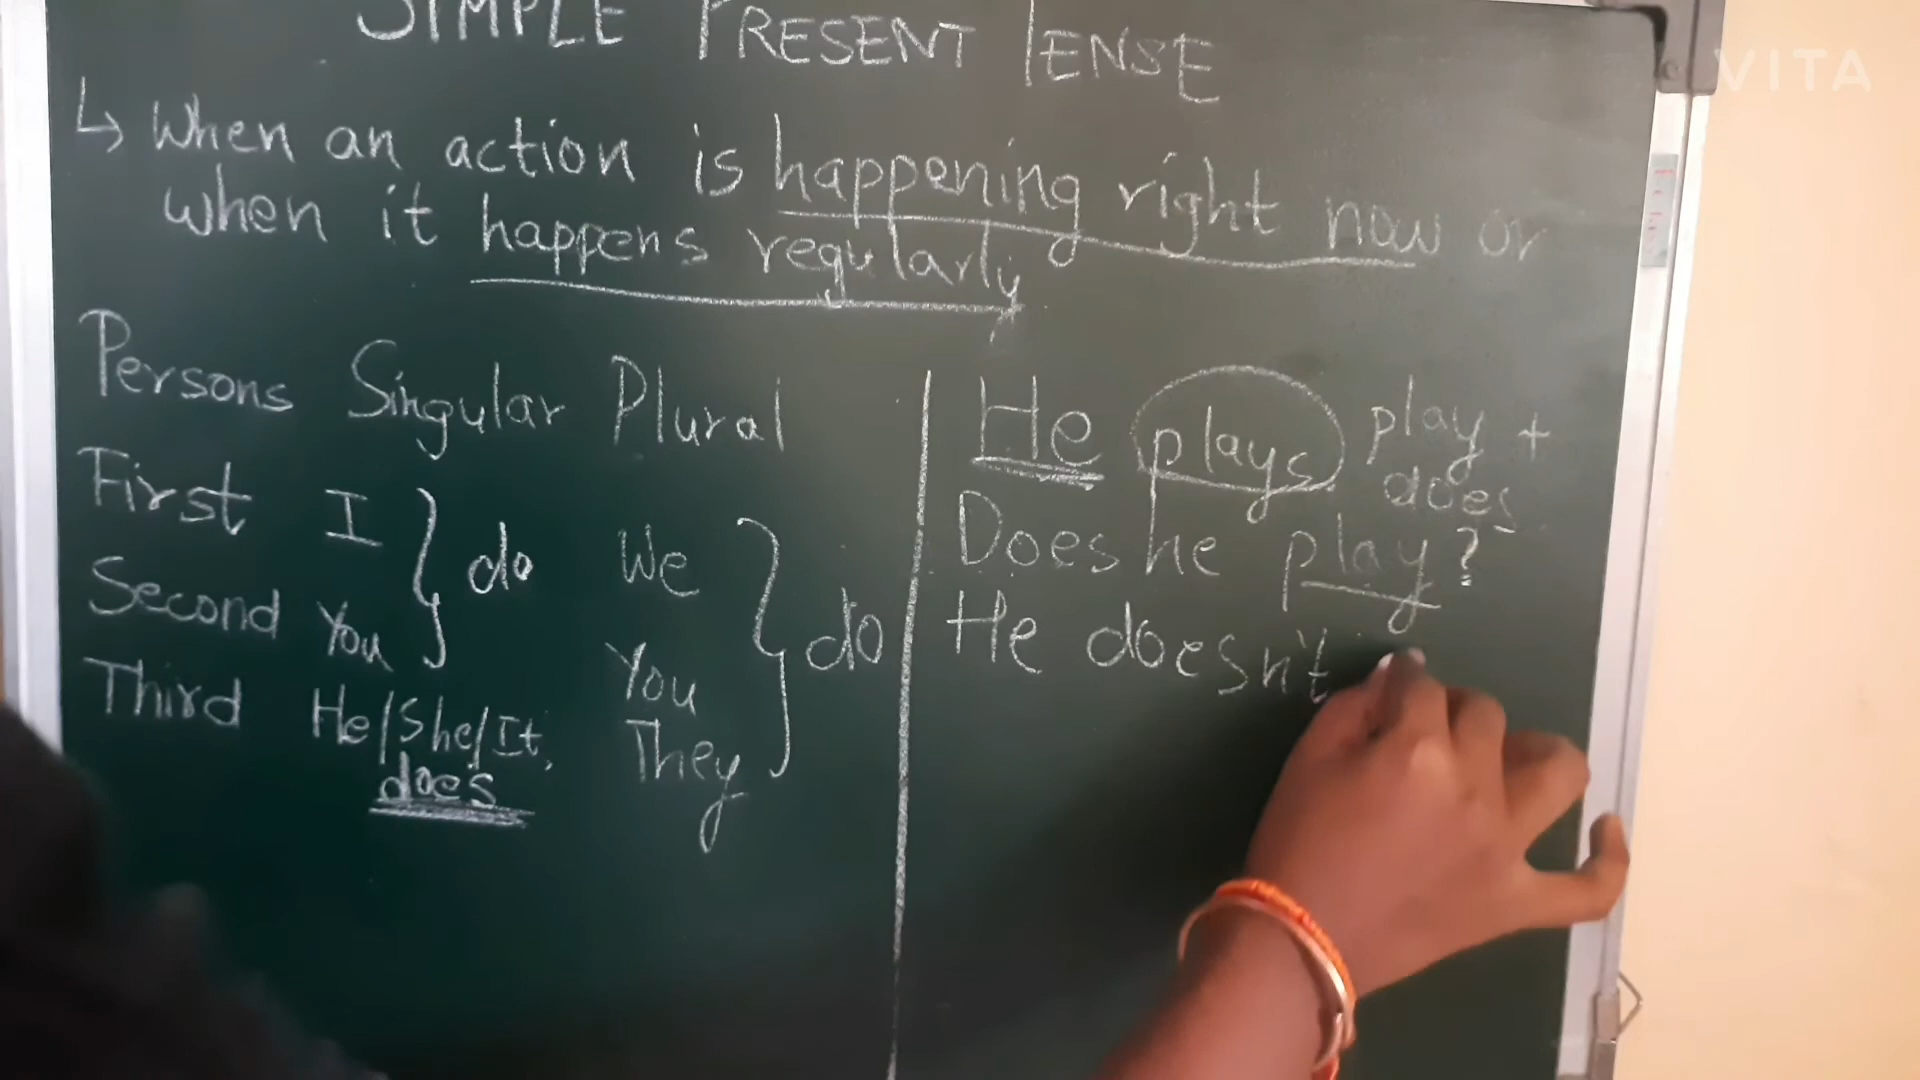 SIMPLE PRESENT TENSE
↳ When an action is happening right now or
when it happens regularly
Persons Singular Plural
First I } do We
Second You You } do
Third He/She/It, They
does
He plays play +
does
Does he play?
He doesn't
VITA